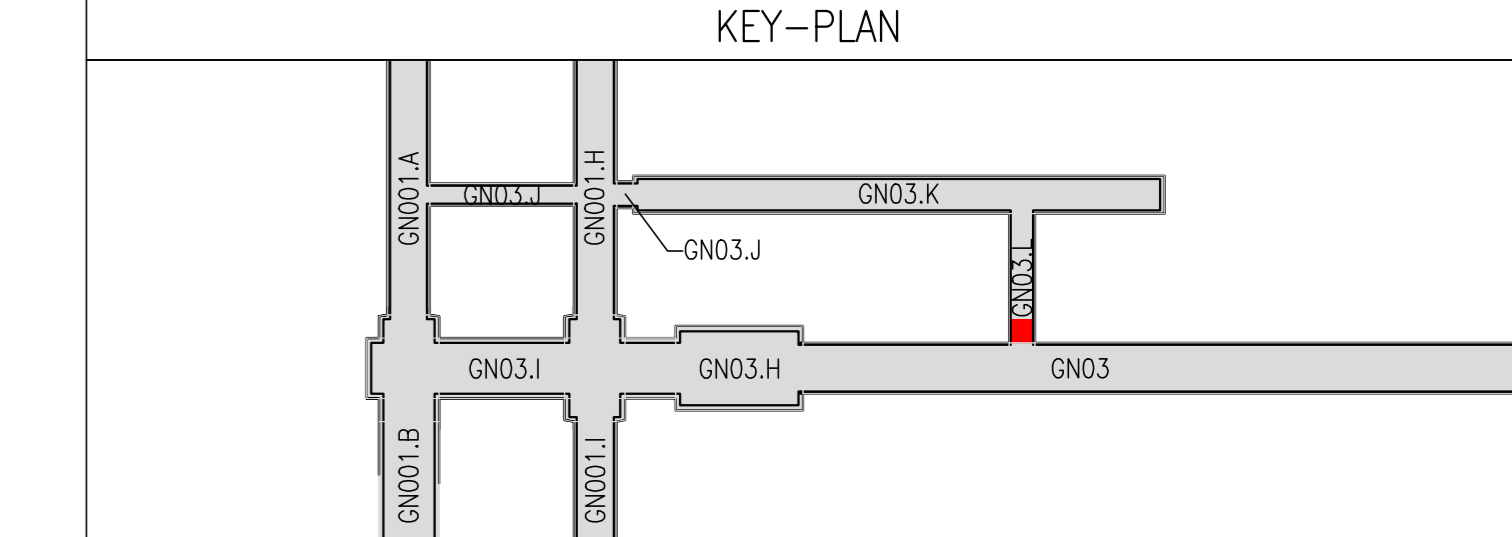 KEY-PLAN
GN001.A
GN03.J
GN001.H
GN03.K
GN03.J
GN03.L
GN03.I
GN03.H
GN03
GN001.B
GN001.I